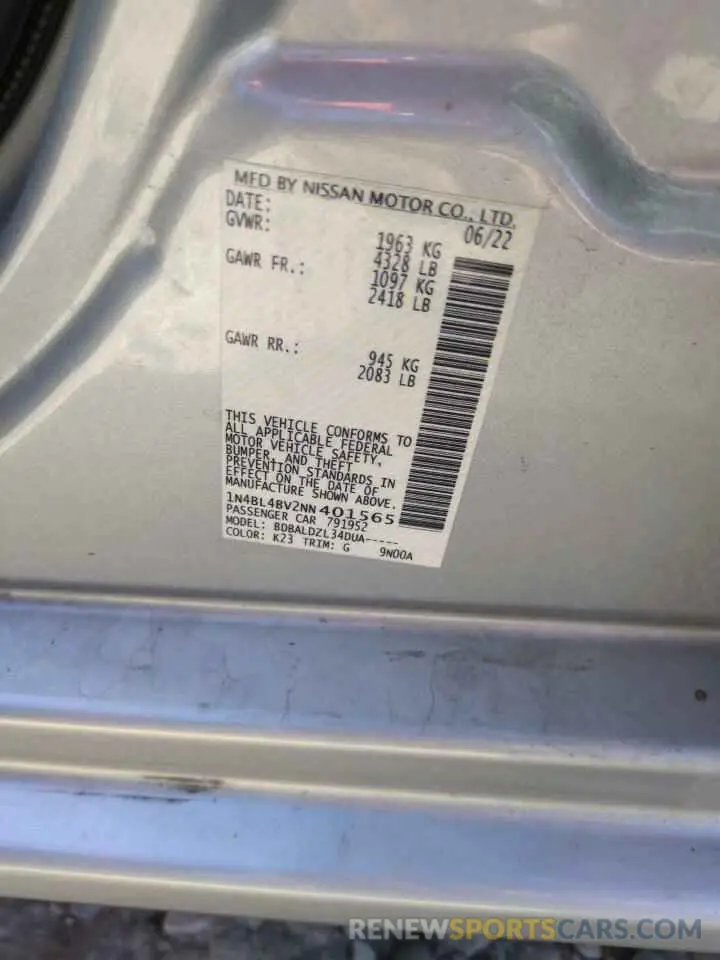 MFD BY NISSAN MOTOR CO., LTD.
DATE: 06/22
GVWR: 1963 KG
4328 LB
GAWR FR.: 1097 KG
2418 LB
GAWR RR.: 945 KG
2083 LB
THIS VEHICLE CONFORMS TO
ALL APPLICABLE FEDERAL
MOTOR VEHICLE SAFETY,
BUMPER, AND THEFT
PREVENTION STANDARDS IN
EFFECT ON THE DATE OF
MANUFACTURE SHOWN ABOVE.
1N4BL4BV2NN401565
PASSENGER CAR 791952
MODEL: BDBALDZL34DUA-----
COLOR: K23 TRIM: G 9N00A
RENEWSPORTSCARS.COM